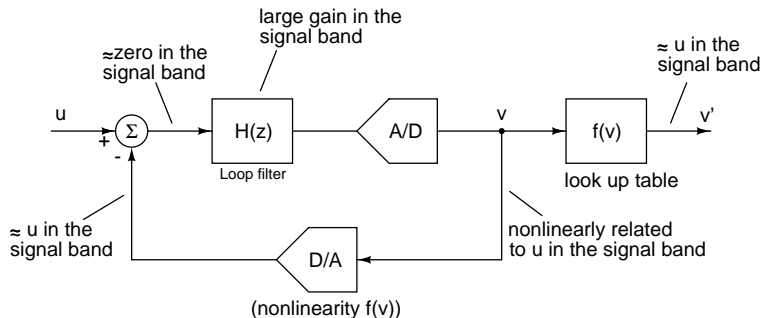 large gain in the
signal band
≈zero in the
signal band
≈ u in the
signal band
u
+
-
Σ
H(z)
Loop filter
A/D
v
f(v)
v'
look up table
≈ u in the
signal band
nonlinearly related
to u in the signal band
D/A
(nonlinearity f(v))